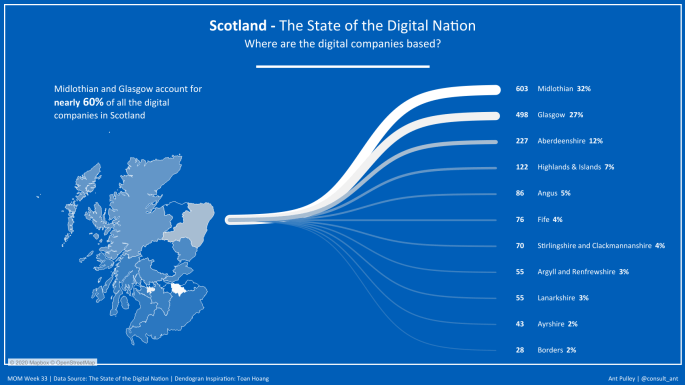 Scotland - The State of the Digital Nation
Where are the digital companies based?
Midlothian and Glasgow account for
nearly 60% of all the digital
companies in Scotland
603 Midlothian 32%
498 Glasgow 27%
227 Aberdeenshire 12%
122 Highlands & Islands 7%
86 Angus 5%
76 Fife 4%
70 Stirlingshire and Clackmannanshire 4%
55 Argyll and Renfrewshire 3%
55 Lanarkshire 3%
43 Ayrshire 2%
28 Borders 2%
© 2020 Mapbox © OpenStreetMap
MOM Week 33 | Data Source: The State of the Digital Nation | Dendogran Inspiration: Toan Hoang
Ant Pulley | @consult_ant